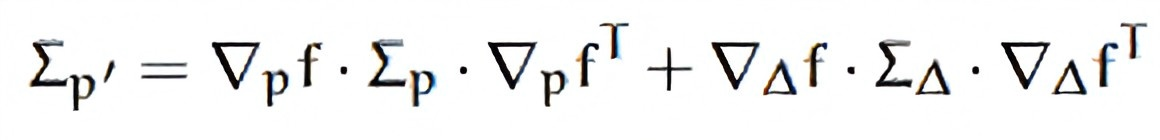 Σ_{p′} = ∇_p f · Σ_p · ∇_p f^T + ∇_Δ f · Σ_Δ · ∇_Δ f^T